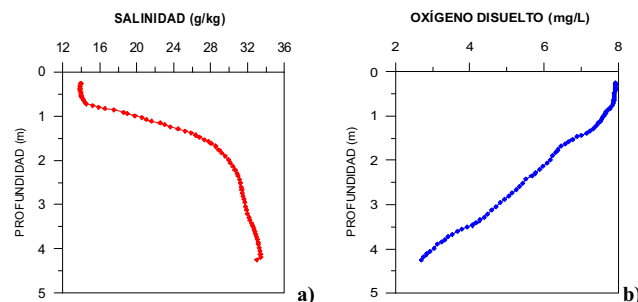 SALINIDAD (g/kg)
12 16 20 24 28 32 36
0
1
2
3
4
5
PROFUNDIDAD (m)
a)
OXÍGENO DISUELTO (mg/L)
2 4 6 8
0
1
2
3
4
5
PROFUNDIDAD (m)
b)